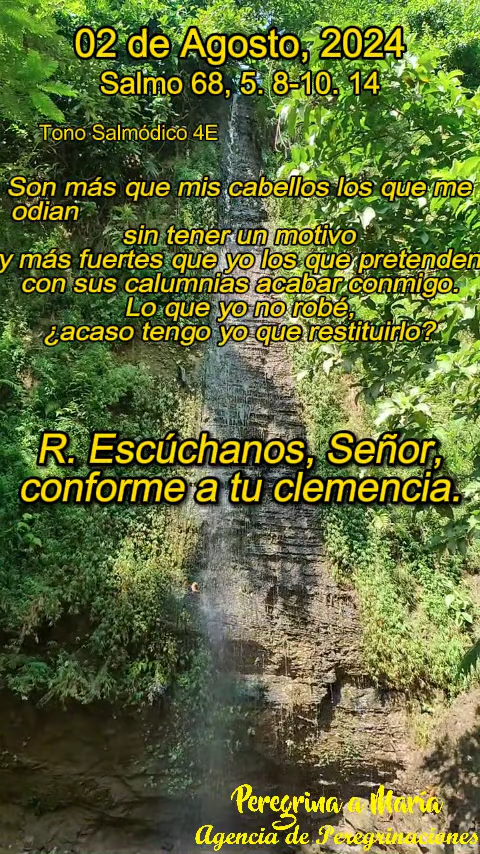 02 de Agosto, 2024
Salmo 68, 5. 8-10. 14
Tono Salmódico 4E
Son más que mis cabellos los que me
odian
sin tener un motivo
y más fuertes que yo los que pretenden
con sus calumnias acabar conmigo.
Lo que yo no robé,
¿acaso tengo yo que restituirlo?
R. Escúchanos, Señor,
conforme a tu clemencia.
Peregrina a María
Agencia de Peregrinaciones